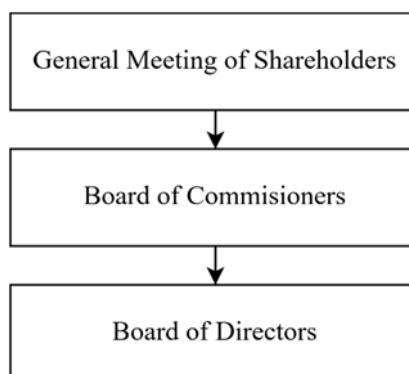 General Meeting of Shareholders
Board of Commisioners
Board of Directors